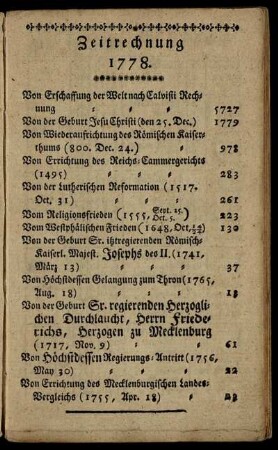 Zeitrechnung
1778.
Von Erschaffung der Welt nach Calvisii Rech-
nung = = = 5727
Von der Geburt Jesu Christi (den 25. Dec.) 1779
Von Wiederaufrichtung des Römischen Kaiser-
thums (800. Dec. 24.) = = 978
Von Errichtung des Reichs-Cammergerichts
(1495) = = = 283
Von der Lutherischen Reformation (1517.
Oct. 31) = = = 261
Vom Religionsfrieden (1555, Sept. 25. Oct. 5.) 223
Vom Westphälischen Frieden (1648, Oct. 14/24) 130
Von der Geburt Sr. ißtregierenden Römisch-
Kaiserl. Majest. Josephs des II. (1741,
März 13) = = = 37
Von Höchstdessen Gelangung zum Thron (1765,
Aug. 18) = = = 13
Von der Geburt Sr. regierenden Herzogli-
chen Durchlaucht, Herrn Friede-
richs, Herzogen zu Mecklenburg
(1717, Nov. 9) = = 61
Von Höchstdessen Regierungs-Antritt (1756,
May 30) = = = 22
Von Errichtung des Mecklenburgischen Landes-
Vergleichs (1755, Apr. 18) = 23